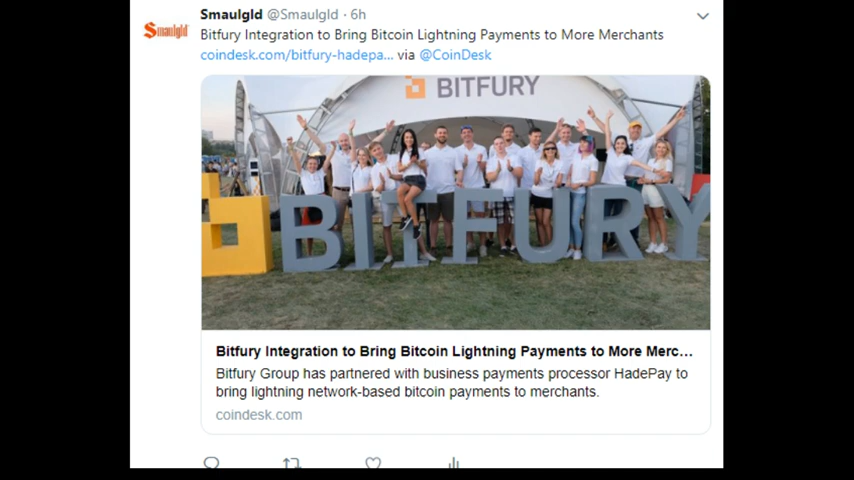 Smaulgld @Smaulgld · 6h
Smaulgld
Bitfury Integration to Bring Bitcoin Lightning Payments to More Merchants
coindesk.com/bitfury-hadepa... via @CoinDesk
BITFURY
BITFURY
Bitfury Integration to Bring Bitcoin Lightning Payments to More Merc...
Bitfury Group has partnered with business payments processor HadePay to
bring lightning network-based bitcoin payments to merchants.
coindesk.com